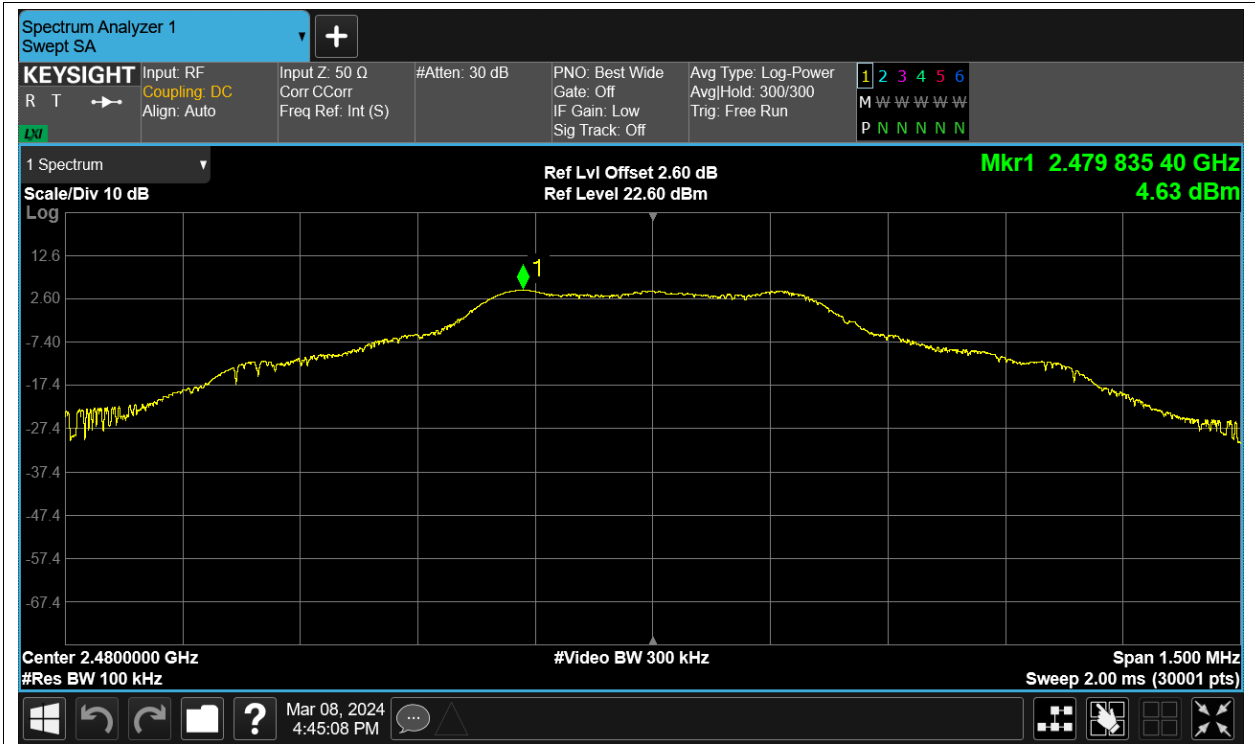 Spectrum Analyzer 1
Swept SA
+
KEYSIGHT
R T
LXI
Input: RF
Coupling: DC
Align: Auto
Input Z: 50 Ω
Corr CCorr
Freq Ref: Int (S)
#Atten: 30 dB
PNO: Best Wide
Gate: Off
IF Gain: Low
Sig Track: Off
Avg Type: Log-Power
Avg|Hold: 300/300
Trig: Free Run
1 2 3 4 5 6
M W W W W W
P N N N N N
1 Spectrum
Scale/Div 10 dB
Log
Ref Lvl Offset 2.60 dB
Ref Level 22.60 dBm
Mkr1 2.479 835 40 GHz
4.63 dBm
1
12.6
2.60
-7.40
-17.4
-27.4
-37.4
-47.4
-57.4
-67.4
Center 2.4800000 GHz
#Res BW 100 kHz
#Video BW 300 kHz
Span 1.500 MHz
Sweep 2.00 ms (30001 pts)
?
Mar 08, 2024
4:45:08 PM